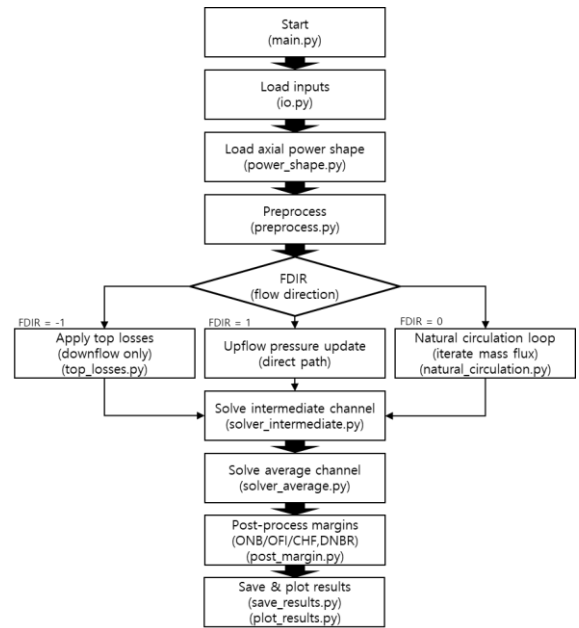 Start
(main.py)
Load inputs
(io.py)
Load axial power shape
(power_shape.py)
Preprocess
(preprocess.py)
FDIR
(flow direction)
FDIR = -1
Apply top losses
(downflow only)
(top_losses.py)
FDIR = 1
Upflow pressure update
(direct path)
FDIR = 0
Natural circulation loop
(iterate mass flux)
(natural_circulation.py)
Solve intermediate channel
(solver_intermediate.py)
Solve average channel
(solver_average.py)
Post-process margins
(ONB/OFI/CHF,DNBR)
(post_margin.py)
Save & plot results
(save_results.py)
(plot_results.py)